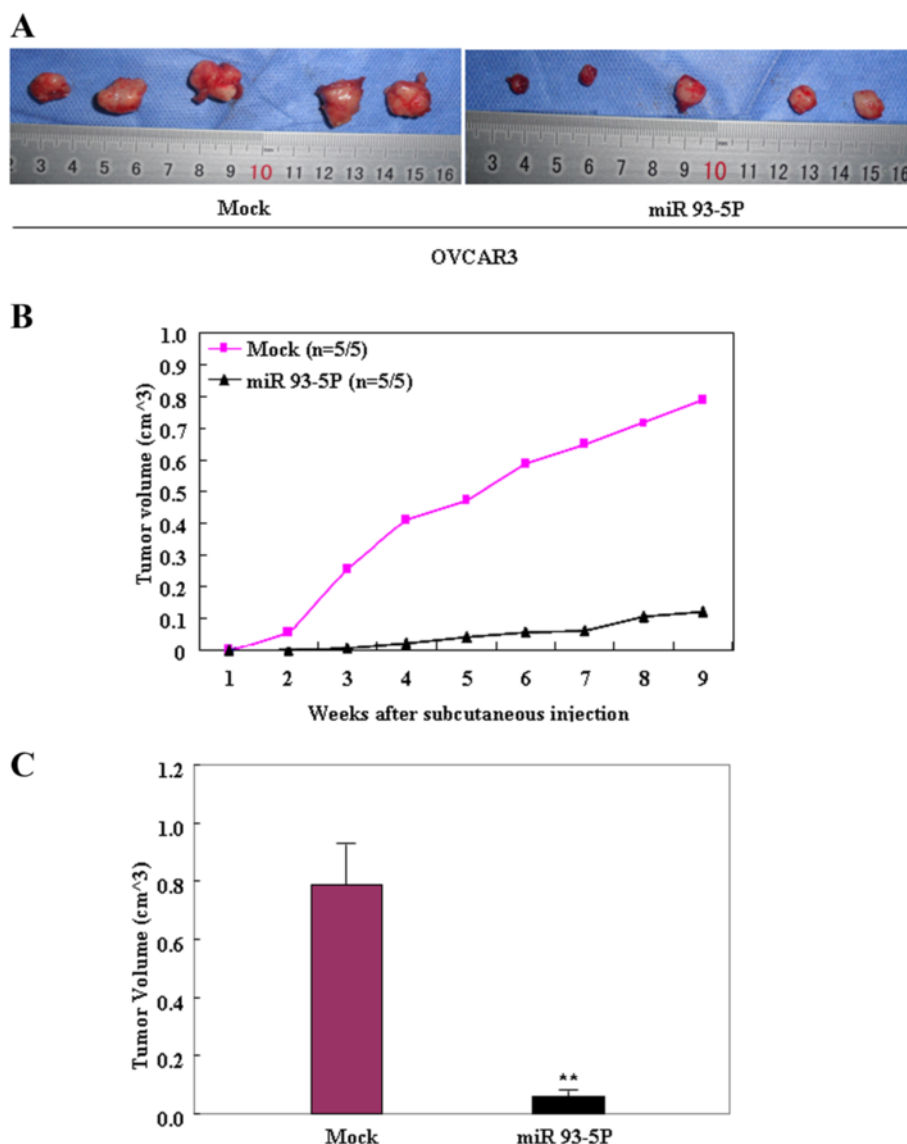 A
2 3 4 5 6 7 8 9 10 11 12 13 14 15 16
3 4 5 6 7 8 9 10 11 12 13 14 15 16
Mock miR 93-5P
OVCAR3
B
Tumor volume (cm^3)
1.0
0.9
0.8
0.7
0.6
0.5
0.4
0.3
0.2
0.1
0
Mock (n=5/5)
miR 93-5P (n=5/5)
1 2 3 4 5 6 7 8 9
Weeks after subcutaneous injection
C
Tumor Volume (cm^3)
1.2
1.0
0.8
0.6
0.4
0.2
0.0
**
Mock miR 93-5P